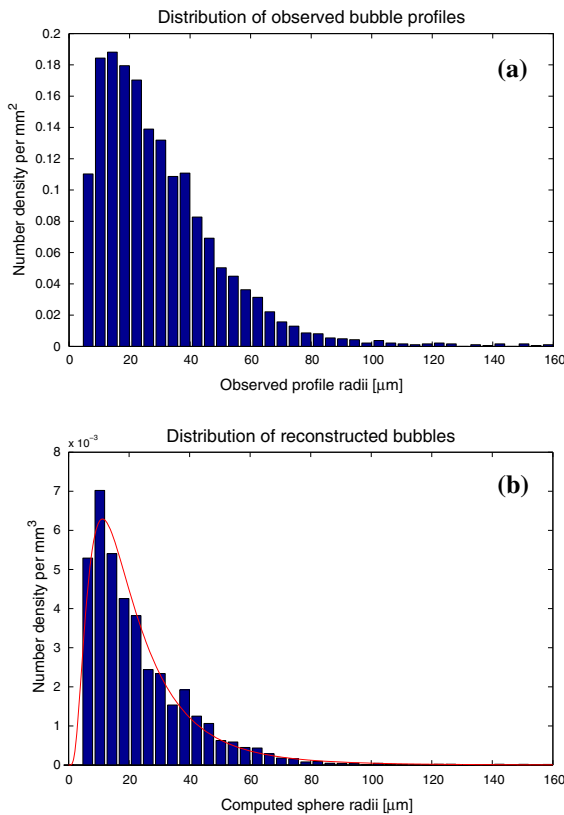 Distribution of observed bubble profiles
(a)
Number density per mm²
0.2
0.18
0.16
0.14
0.12
0.1
0.08
0.06
0.04
0.02
0
0 20 40 60 80 100 120 140 160
Observed profile radii [μm]
Distribution of reconstructed bubbles
x 10⁻³
(b)
Number density per mm³
8
7
6
5
4
3
2
1
0
0 20 40 60 80 100 120 140 160
Computed sphere radii [μm]